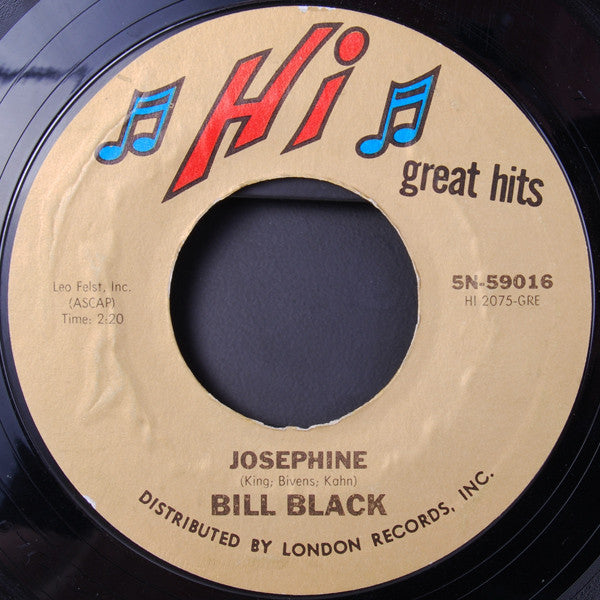 Hi
great hits
Leo Felst, Inc.
(ASCAP)
Time: 2:20
5N-59016
HI 2075-GRE
JOSEPHINE
(King; Bivens; Kahn)
BILL BLACK
DISTRIBUTED BY LONDON RECORDS, INC.